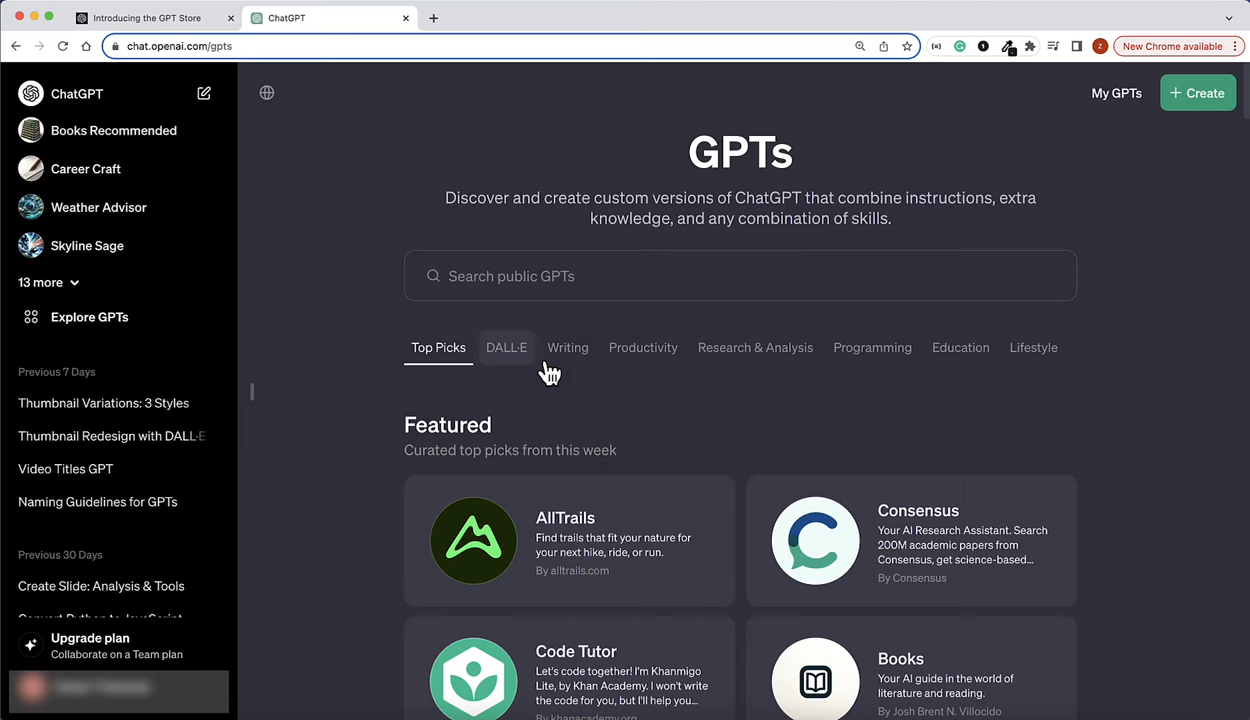 Introducing the GPT Store
ChatGPT
chat.openai.com/gpts
Z
New Chrome available
ChatGPT
Books Recommended
Career Craft
Weather Advisor
Skyline Sage
13 more
Explore GPTs
Previous 7 Days
Thumbnail Variations: 3 Styles
Thumbnail Redesign with DALL·E
Video Titles GPT
Naming Guidelines for GPTs
Previous 30 Days
Create Slide: Analysis & Tools
Convert Python to JavaScript
Upgrade plan
Collaborate on a Team plan
My GPTs
+ Create
GPTs
Discover and create custom versions of ChatGPT that combine instructions, extra
knowledge, and any combination of skills.
Search public GPTs
Top Picks DALL·E Writing Productivity Research & Analysis Programming Education Lifestyle
Featured
Curated top picks from this week
AllTrails
Find trails that fit your nature for
your next hike, ride, or run.
By alltrails.com
Consensus
Your AI Research Assistant. Search
200M academic papers from
Consensus, get science-based...
By Consensus
Code Tutor
Let's code together! I'm Khanmigo
Lite, by Khan Academy. I won't write
the code for you, but I'll help you...
By khanacademy.org
Books
Your AI guide in the world of
literature and reading.
By Josh Brent N. Villocido